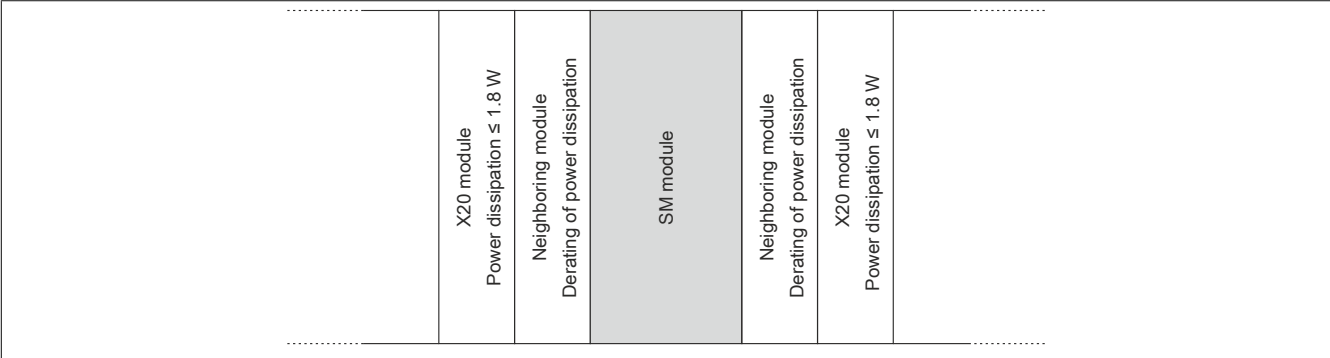 X20 module
Power dissipation ≤ 1.8 W
Neighboring module
Derating of power dissipation
SM module
Neighboring module
Derating of power dissipation
X20 module
Power dissipation ≤ 1.8 W